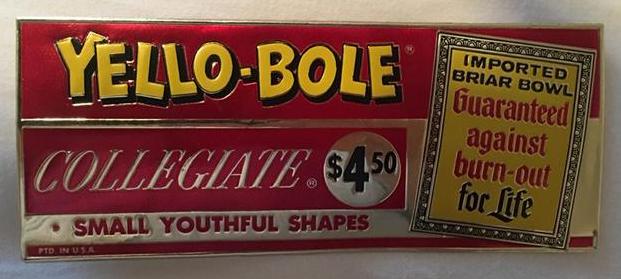 YELLO-BOLE®
COLLEGIATE® $4.50
• SMALL YOUTHFUL SHAPES
PTD. IN U.S.A.
IMPORTED
BRIAR BOWL
Guaranteed
against
burn-out
for Life